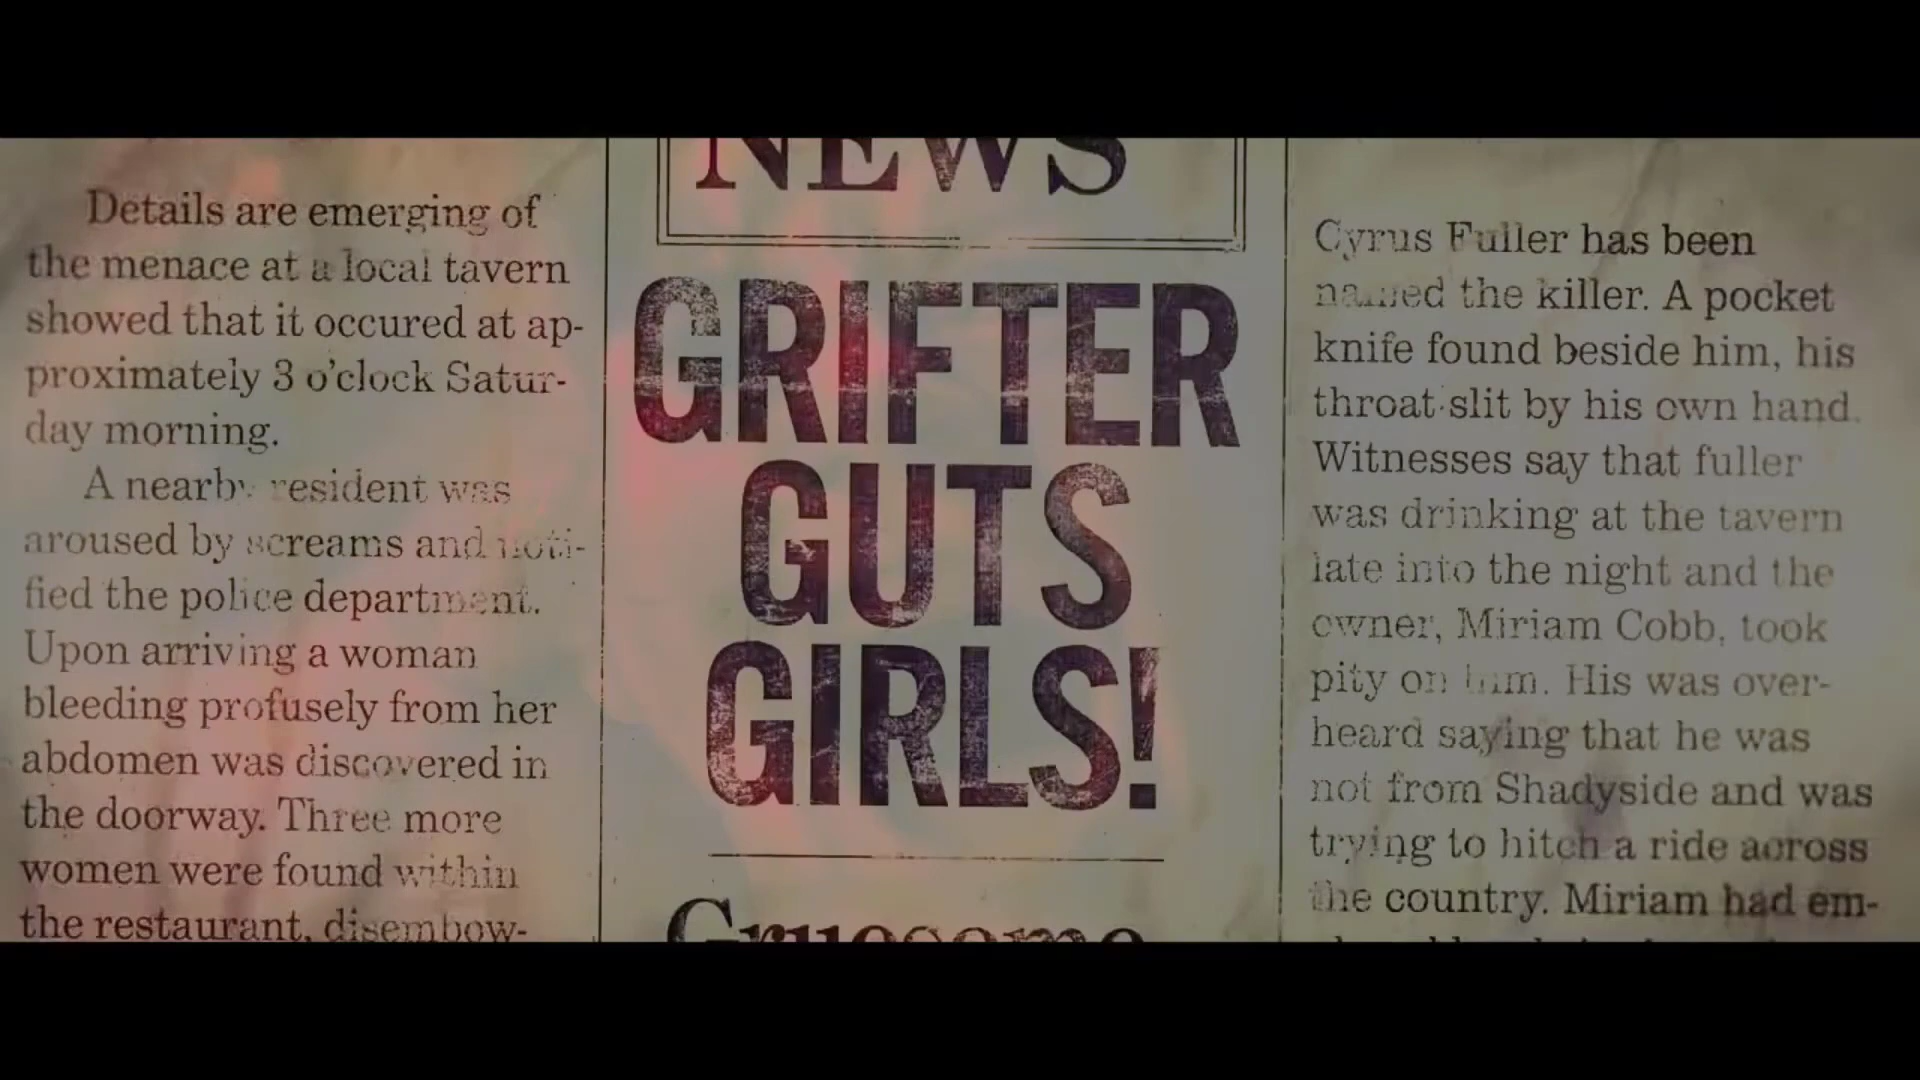 Details are emerging of
the menace at a local tavern
showed that it occured at ap-
proximately 3 o'clock Satur-
day morning.
A nearby resident was
aroused by screams and noti-
fied the police department.
Upon arriving a woman
bleeding profusely from her
abdomen was discovered in
the doorway. Three more
women were found within
the restaurant, disembow-
NEWS
GRIFTER
GUTS
GIRLS!
Gruesome
Cyrus Fuller has been
named the killer. A pocket
knife found beside him, his
throat slit by his own hand.
Witnesses say that fuller
was drinking at the tavern
late into the night and the
owner, Miriam Cobb, took
pity on him. His was over-
heard saying that he was
not from Shadyside and was
trying to hitch a ride across
the country. Miriam had em-